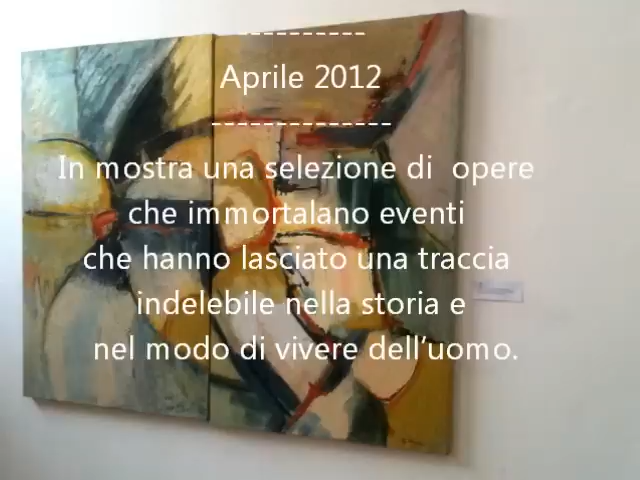 ----------
Aprile 2012
--------------
In mostra una selezione di opere
che immortalano eventi
che hanno lasciato una traccia
indelebile nella storia e
nel modo di vivere dell'uomo.